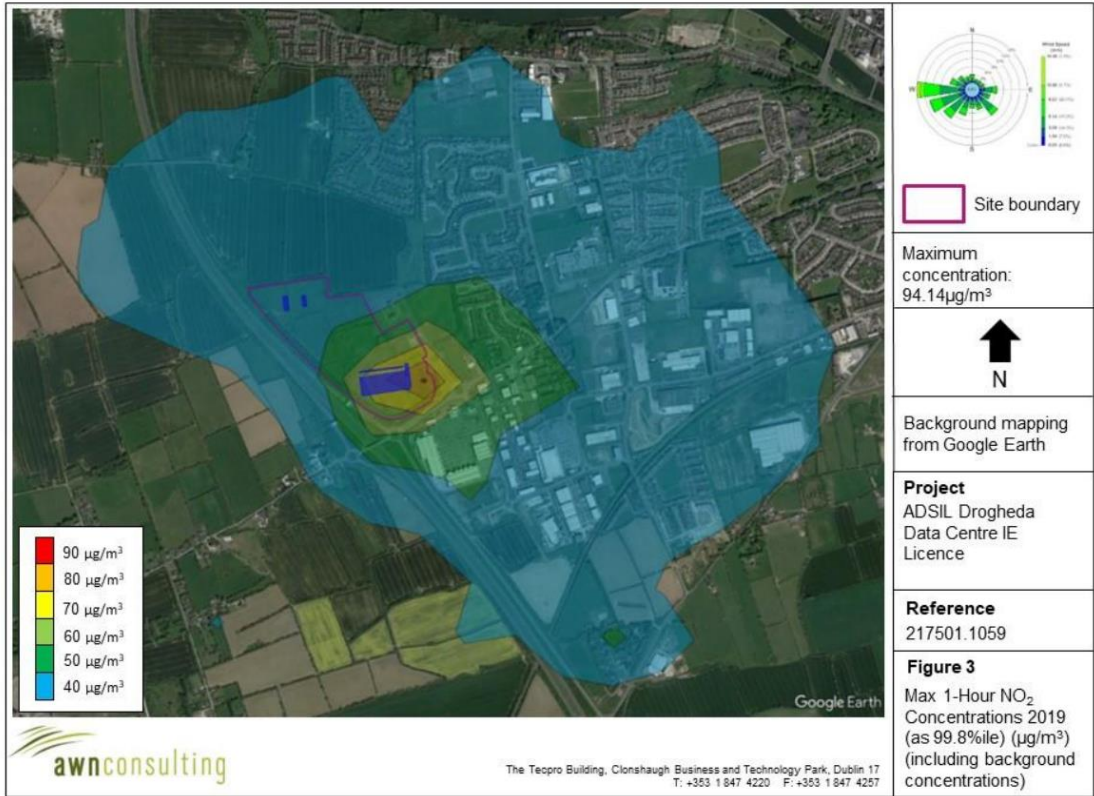 N
W
E
S
Wind Speed
Site boundary
Maximum
concentration:
94.14µg/m³
N
Background mapping
from Google Earth
Project
ADSIL Drogheda
Data Centre IE
Licence
Reference
217501.1059
Figure 3
Max 1-Hour NO₂
Concentrations 2019
(as 99.8%ile) (µg/m³)
(including background
concentrations)
90 µg/m³
80 µg/m³
70 µg/m³
60 µg/m³
50 µg/m³
40 µg/m³
Google Earth
awnconsulting
The Tecpro Building, Clonshaugh Business and Technology Park, Dublin 17
T: +353 1 847 4220 F: +353 1 847 4257